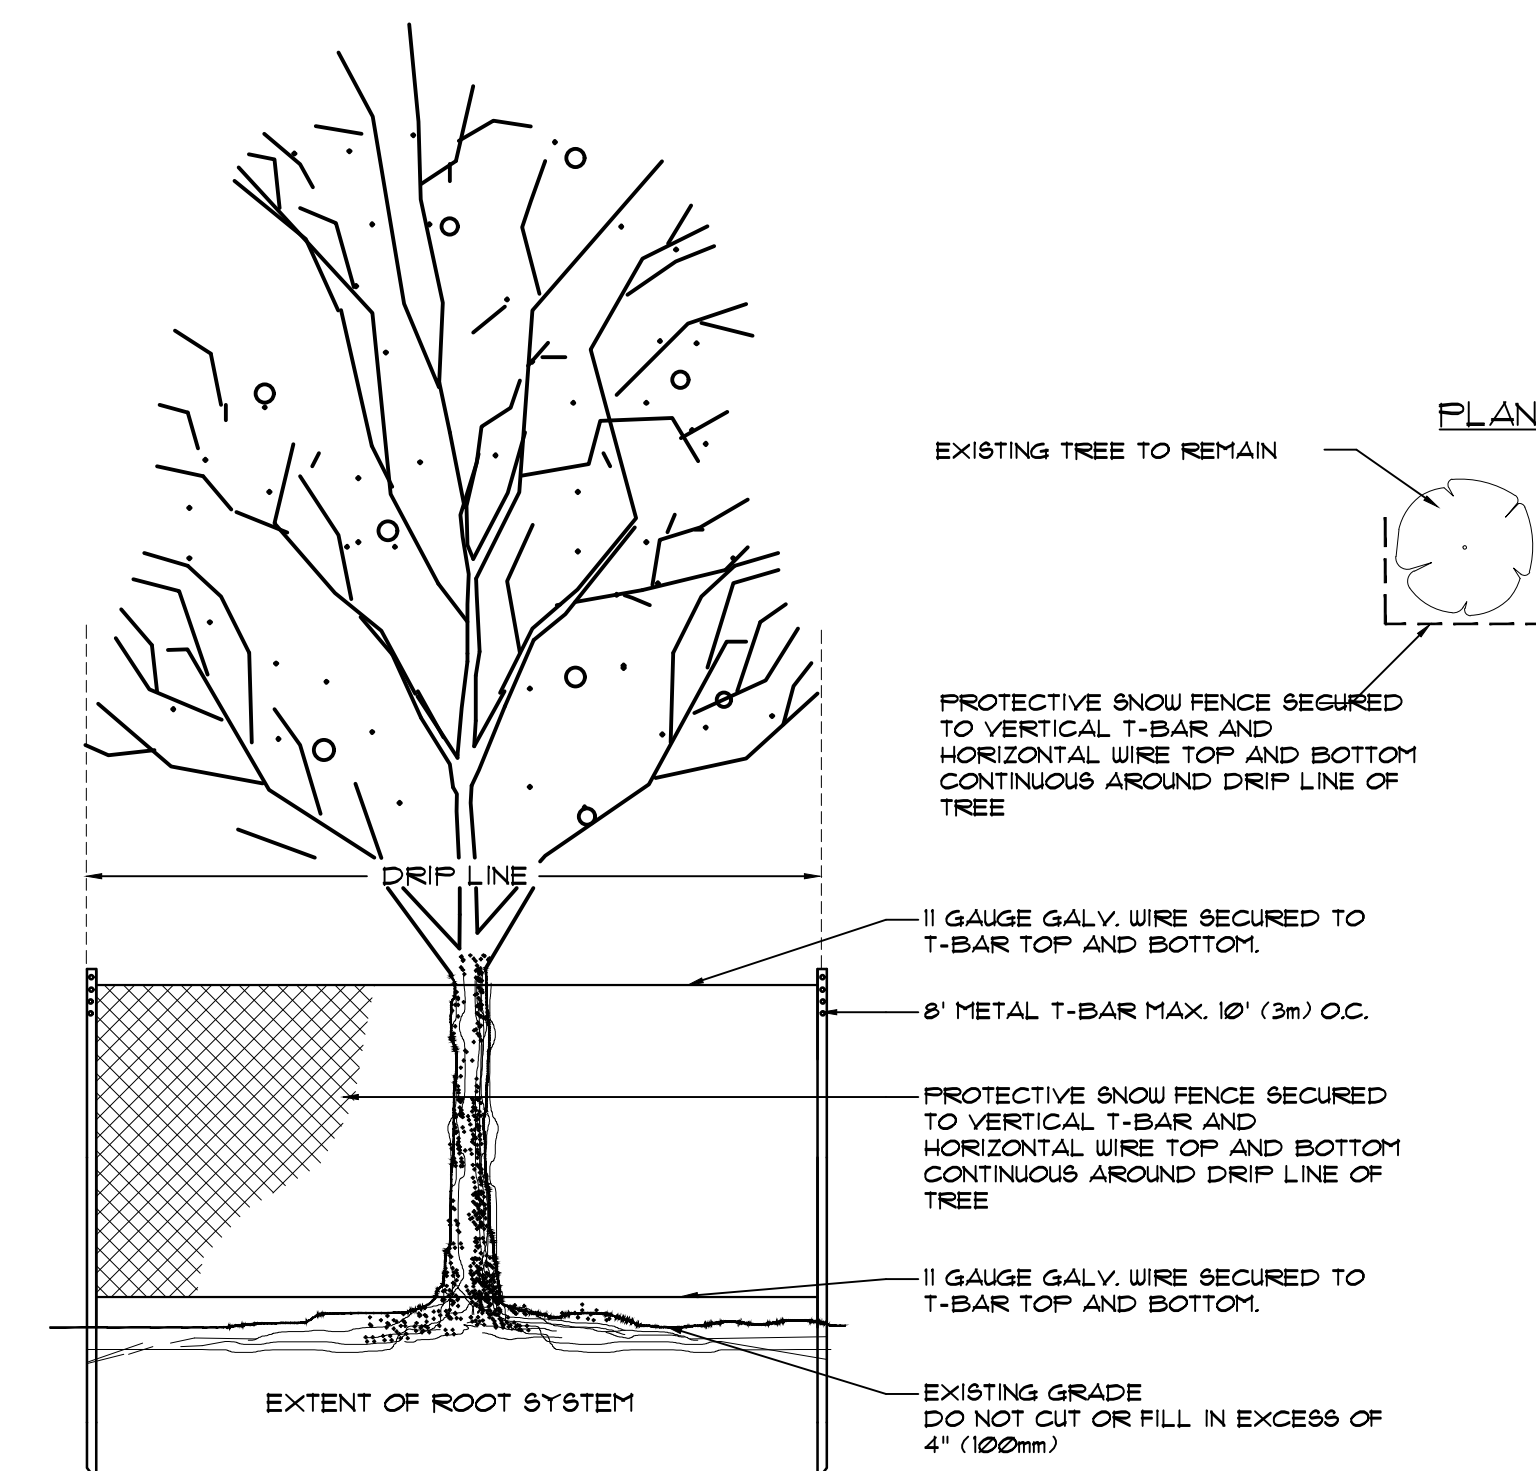 PLAN
EXISTING TREE TO REMAIN
PROTECTIVE SNOW FENCE SECURED
TO VERTICAL T-BAR AND
HORIZONTAL WIRE TOP AND BOTTOM
CONTINUOUS AROUND DRIP LINE OF
TREE
DRIP LINE
11 GAUGE GALV. WIRE SECURED TO
T-BAR TOP AND BOTTOM.
8' METAL T-BAR MAX. 10' (3m) O.C.
PROTECTIVE SNOW FENCE SECURED
TO VERTICAL T-BAR AND
HORIZONTAL WIRE TOP AND BOTTOM
CONTINUOUS AROUND DRIP LINE OF
TREE
11 GAUGE GALV. WIRE SECURED TO
T-BAR TOP AND BOTTOM.
EXTENT OF ROOT SYSTEM
EXISTING GRADE
DO NOT CUT OR FILL IN EXCESS OF
4" (100mm)